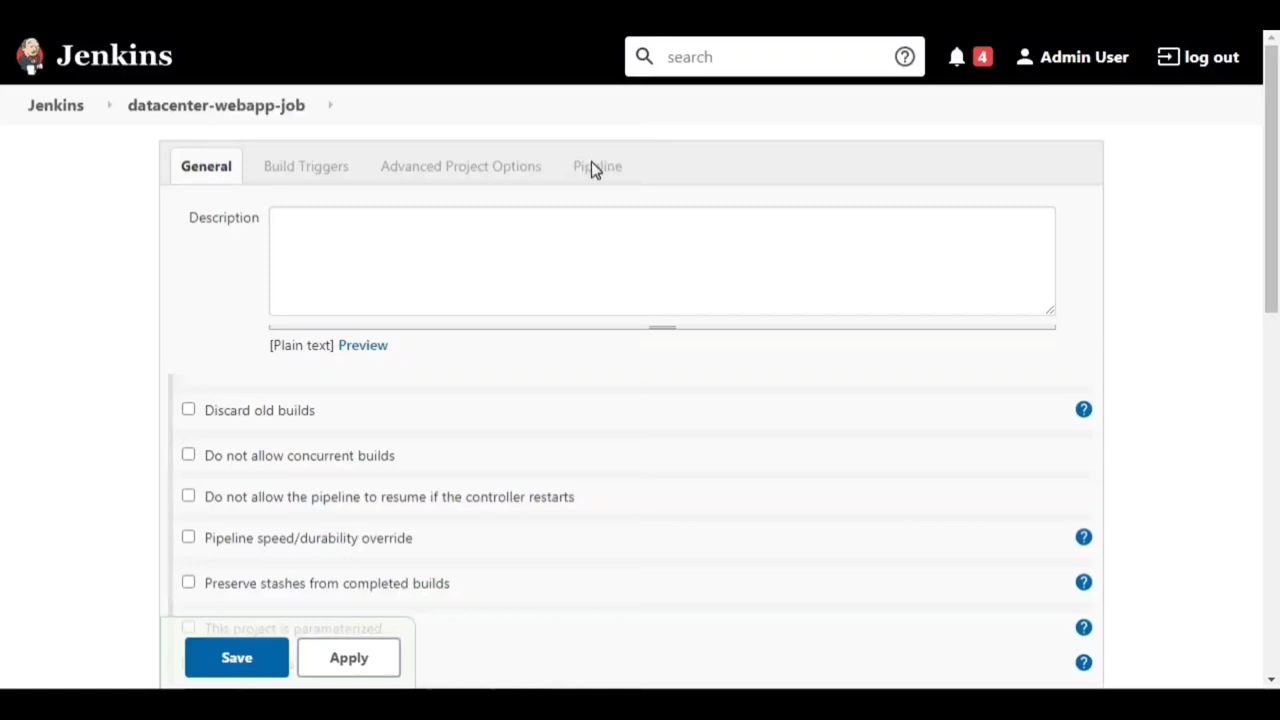 Jenkins
search
4
Admin User
log out
Jenkins
datacenter-webapp-job
General
Build Triggers
Advanced Project Options
Pipeline
Description
[Plain text] Preview
Discard old builds
?
Do not allow concurrent builds
Do not allow the pipeline to resume if the controller restarts
Pipeline speed/durability override
?
Preserve stashes from completed builds
?
This project is parameterized
?
Save
Apply
?